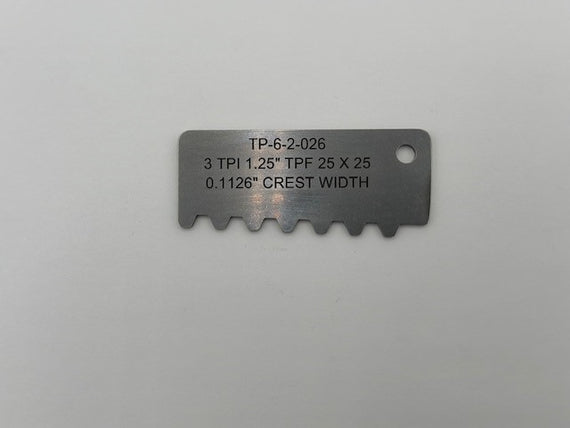 TP-6-2-026
3 TPI 1.25" TPF 25 X 25
0.1126" CREST WIDTH